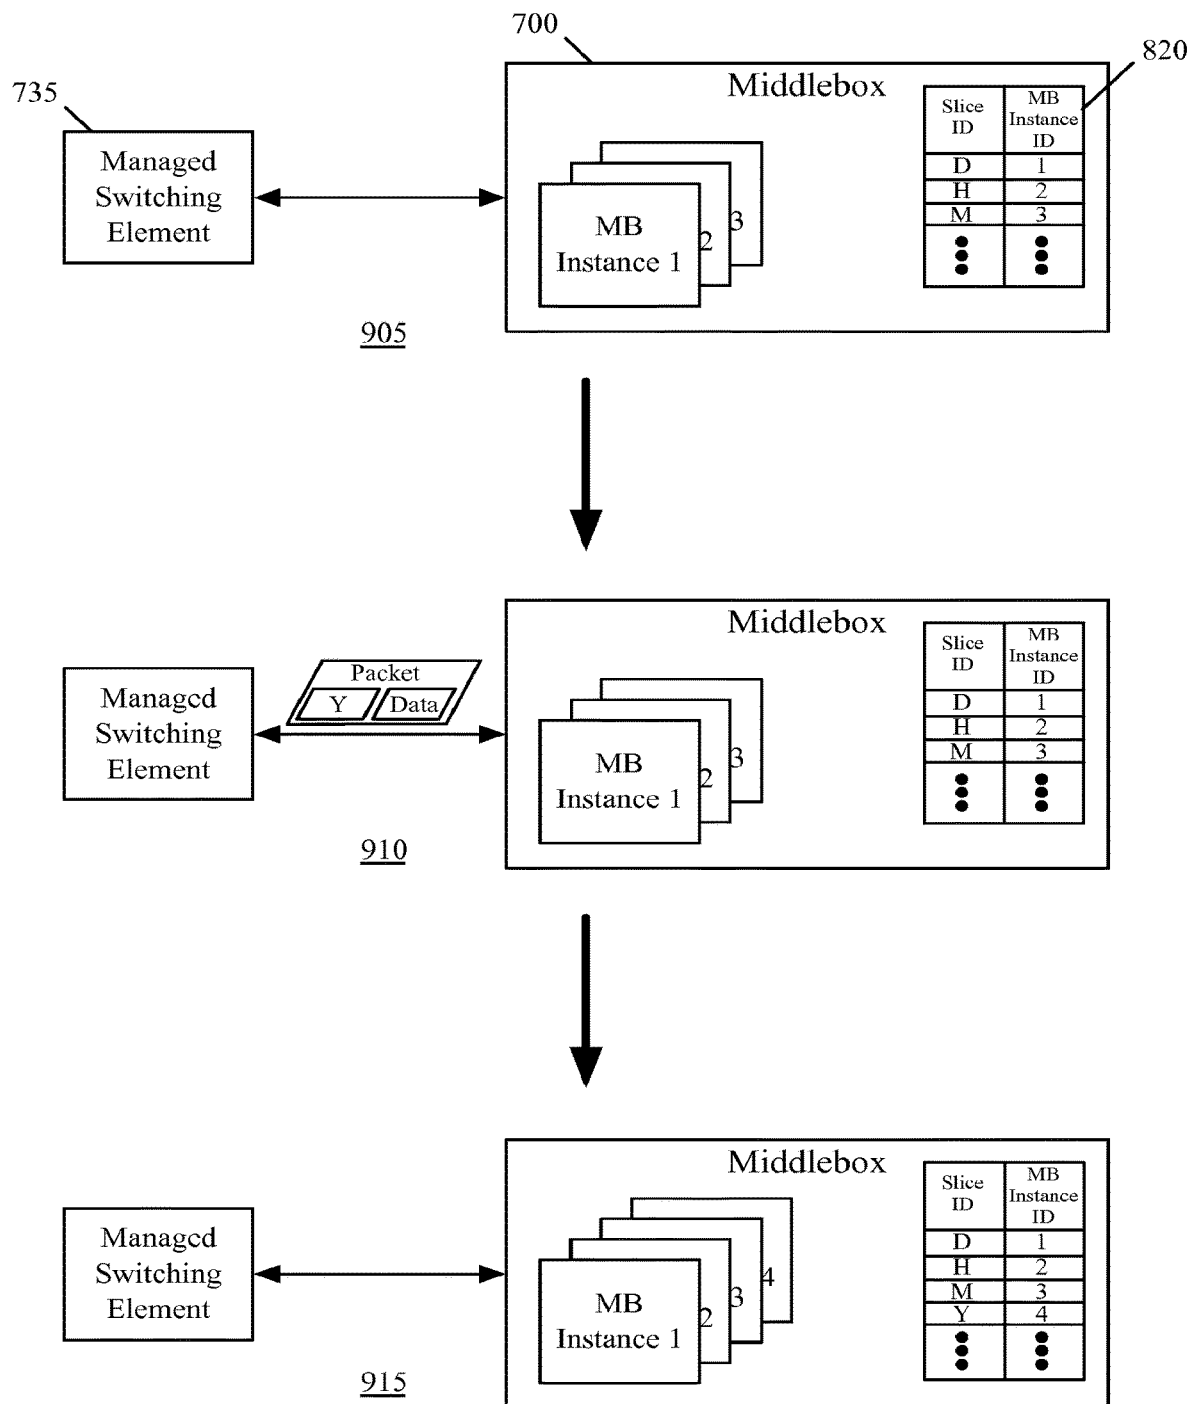 700
820
735
Middlebox
Slice
ID
MB
Instance
ID
D 1
H 2
M 3
Managed
Switching
Element
MB
Instance 1
2
3
905
Middlebox
Slice
ID
MB
Instance
ID
D 1
H 2
M 3
Packet
Y Data
Managed
Switching
Element
MB
Instance 1
2
3
910
Middlebox
Slice
ID
MB
Instance
ID
D 1
H 2
M 3
Y 4
Managed
Switching
Element
MB
Instance 1
2
3
4
915